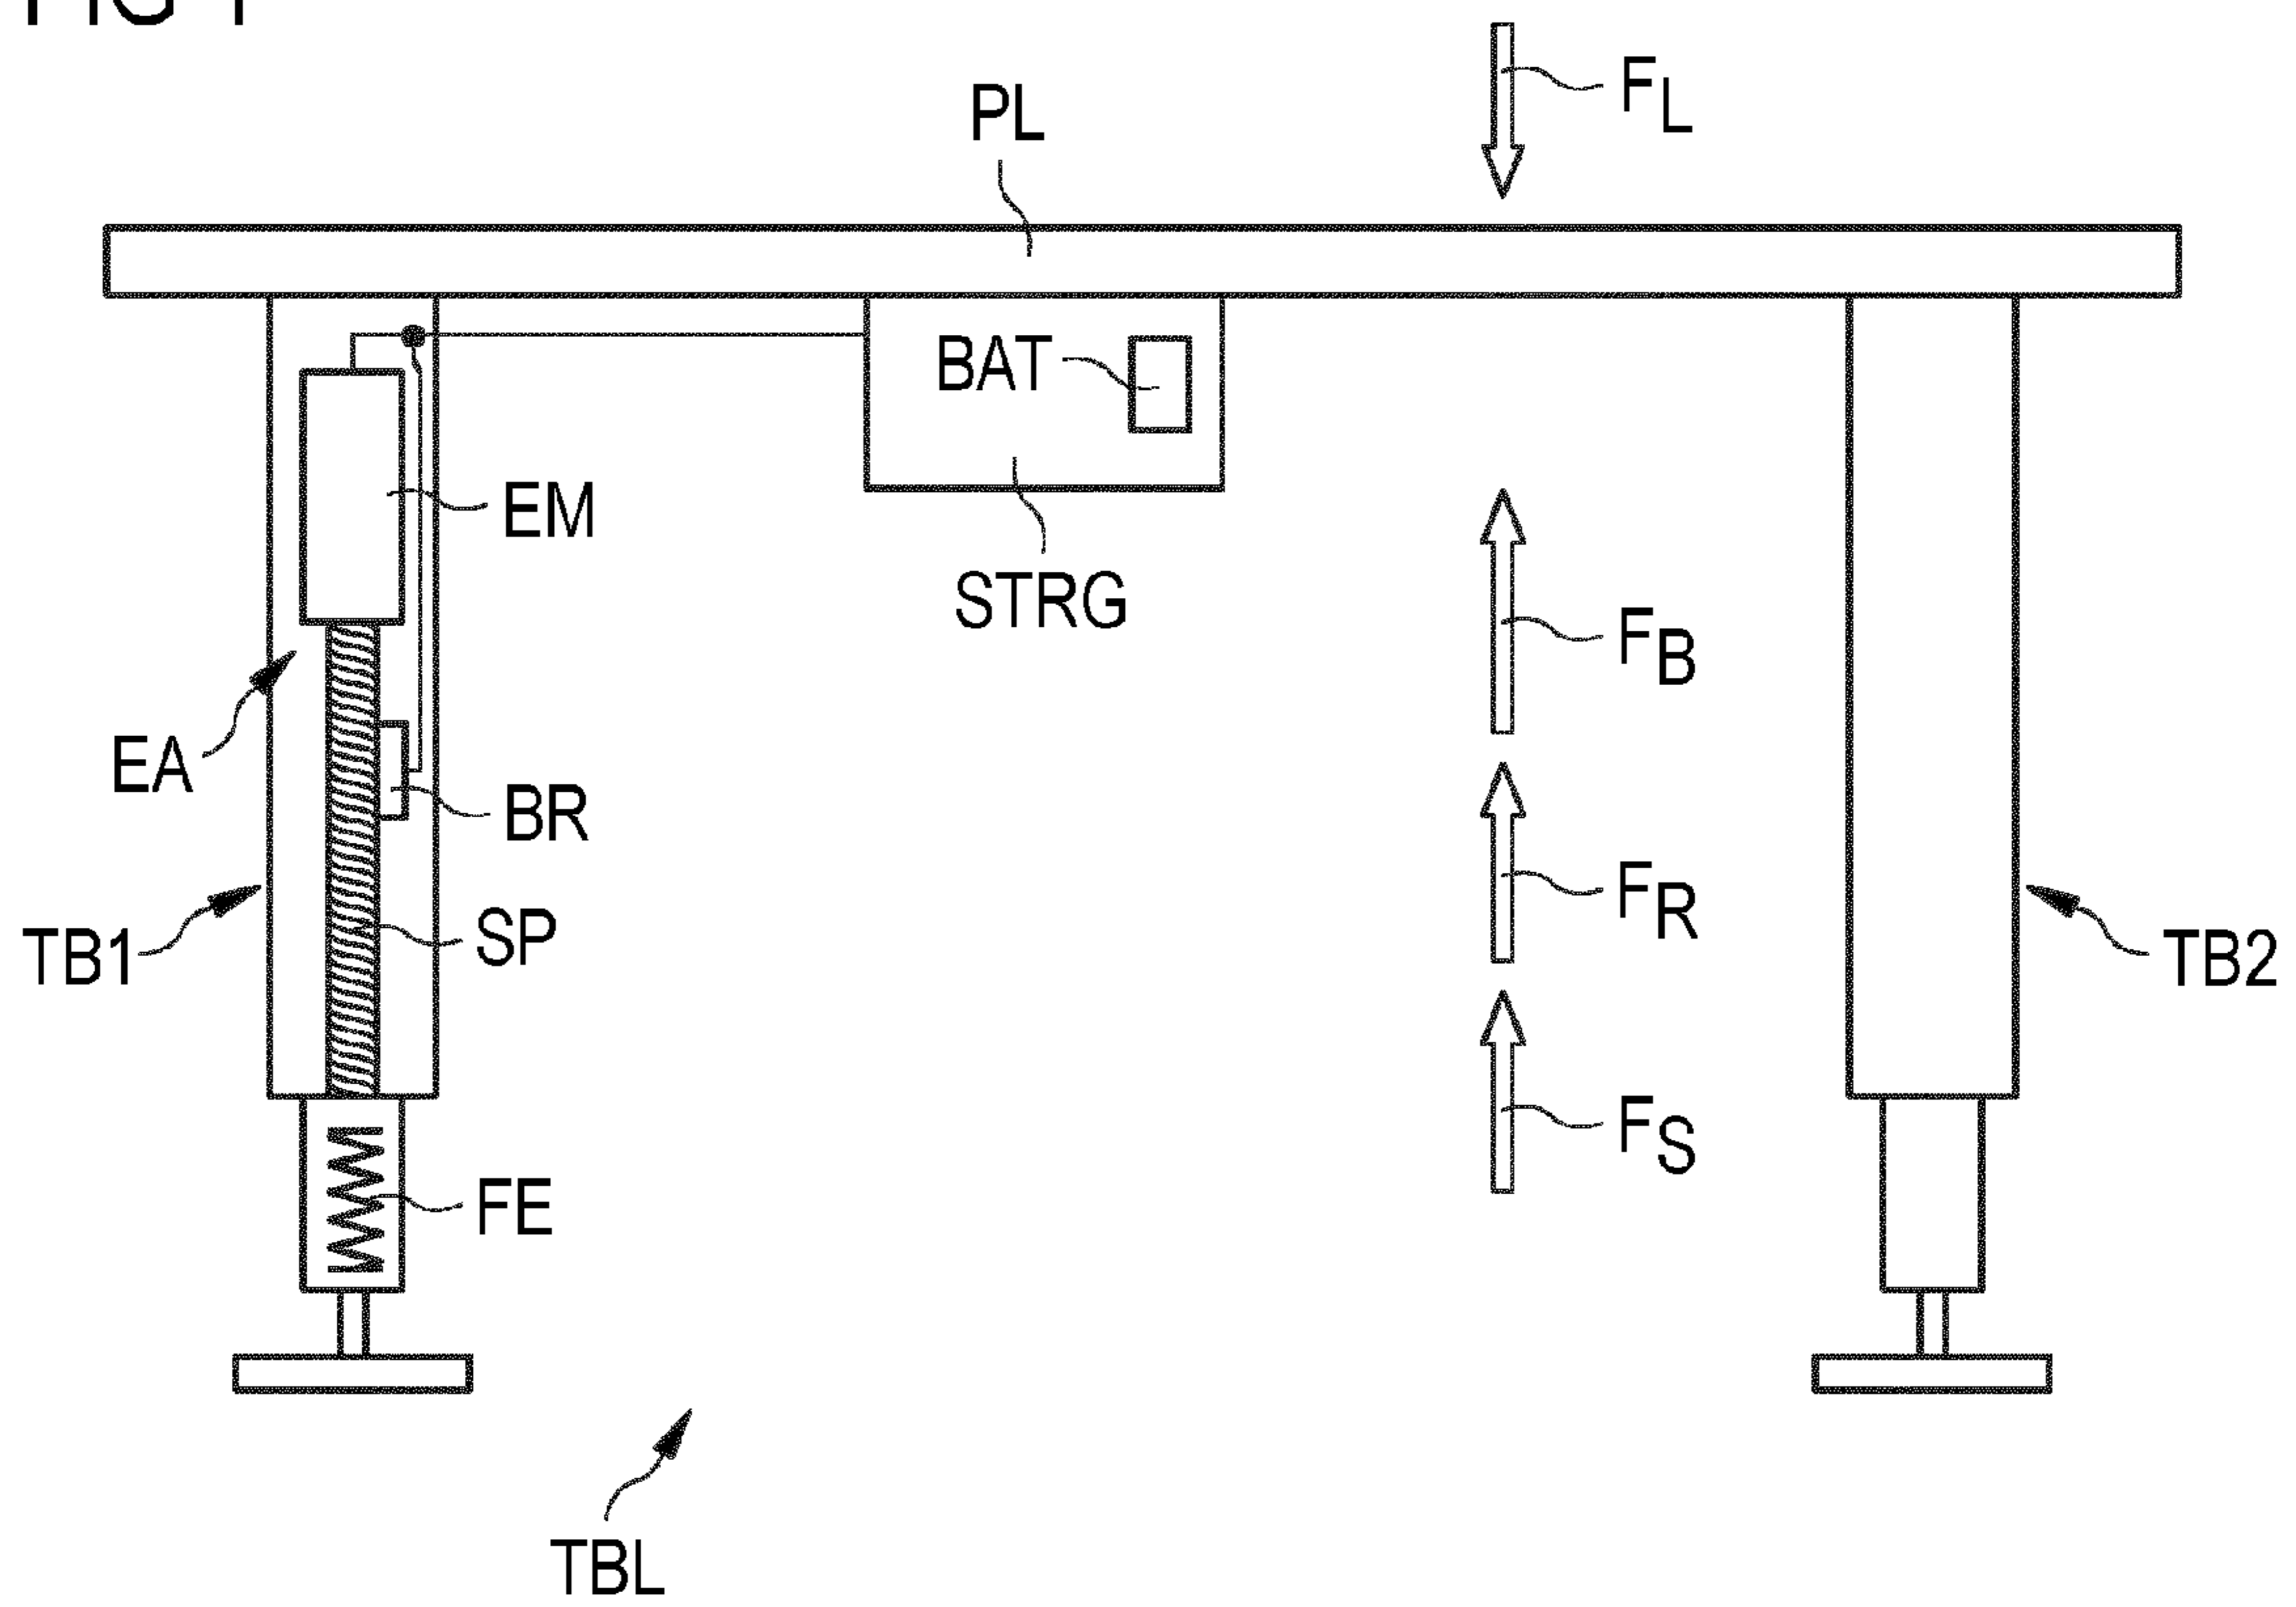 FIG 1
F_L
PL
BAT
EM
STRG
F_B
EA
BR
F_R
TB1
SP
TB2
F_S
FE
TBL